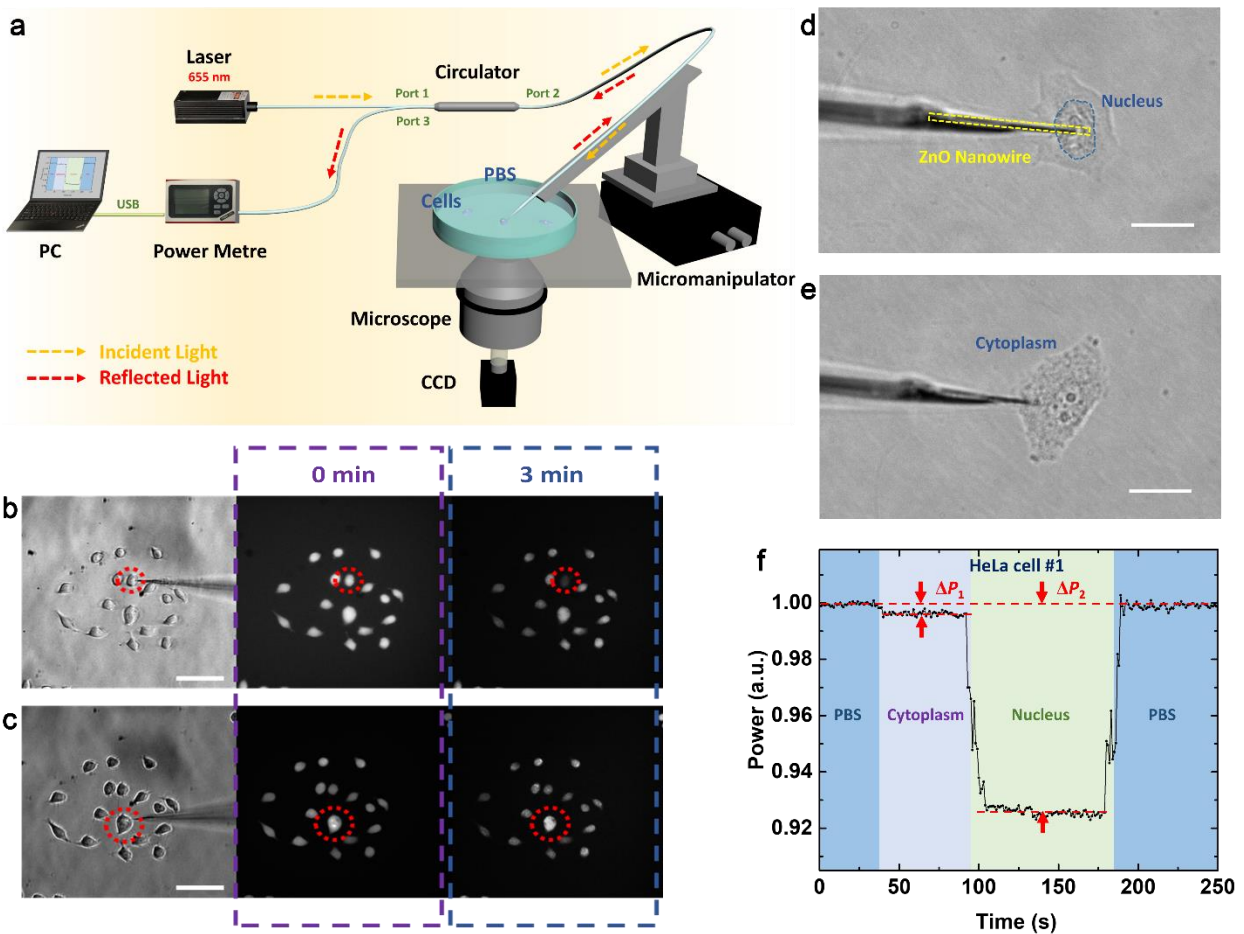 a
Laser
655 nm
Circulator
Port 1
Port 2
Port 3
PBS
Cells
USB
PC
Power Metre
Micromanipulator
Microscope
CCD
Incident Light
Reflected Light
d
Nucleus
ZnO Nanowire
e
Cytoplasm
0 min
3 min
b
c
f
HeLa cell #1
ΔP1
ΔP2
1.00
0.98
0.96
0.94
0.92
Power (a.u.)
PBS
Cytoplasm
Nucleus
PBS
0
50
100
150
200
250
Time (s)